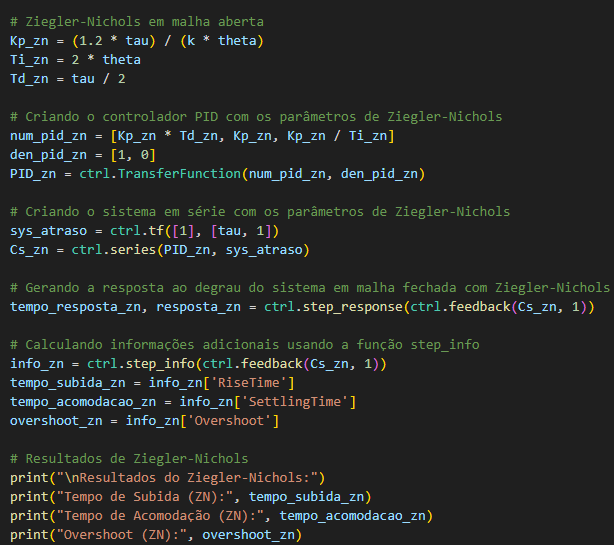 # Ziegler-Nichols em malha aberta
Kp_zn = (1.2 * tau) / (k * theta)
Ti_zn = 2 * theta
Td_zn = tau / 2
# Criando o controlador PID com os parâmetros de Ziegler-Nichols
num_pid_zn = [Kp_zn * Td_zn, Kp_zn, Kp_zn / Ti_zn]
den_pid_zn = [1, 0]
PID_zn = ctrl.TransferFunction(num_pid_zn, den_pid_zn)
# Criando o sistema em série com os parâmetros de Ziegler-Nichols
sys_atraso = ctrl.tf([1], [tau, 1])
Cs_zn = ctrl.series(PID_zn, sys_atraso)
# Gerando a resposta ao degrau do sistema em malha fechada com Ziegler-Nichols
tempo_resposta_zn, resposta_zn = ctrl.step_response(ctrl.feedback(Cs_zn, 1))
# Calculando informações adicionais usando a função step_info
info_zn = ctrl.step_info(ctrl.feedback(Cs_zn, 1))
tempo_subida_zn = info_zn['RiseTime']
tempo_acomodacao_zn = info_zn['SettlingTime']
overshoot_zn = info_zn['Overshoot']
# Resultados de Ziegler-Nichols
print("\nResultados do Ziegler-Nichols:")
print("Tempo de Subida (ZN):", tempo_subida_zn)
print("Tempo de Acomodação (ZN):", tempo_acomodacao_zn)
print("Overshoot (ZN):", overshoot_zn)